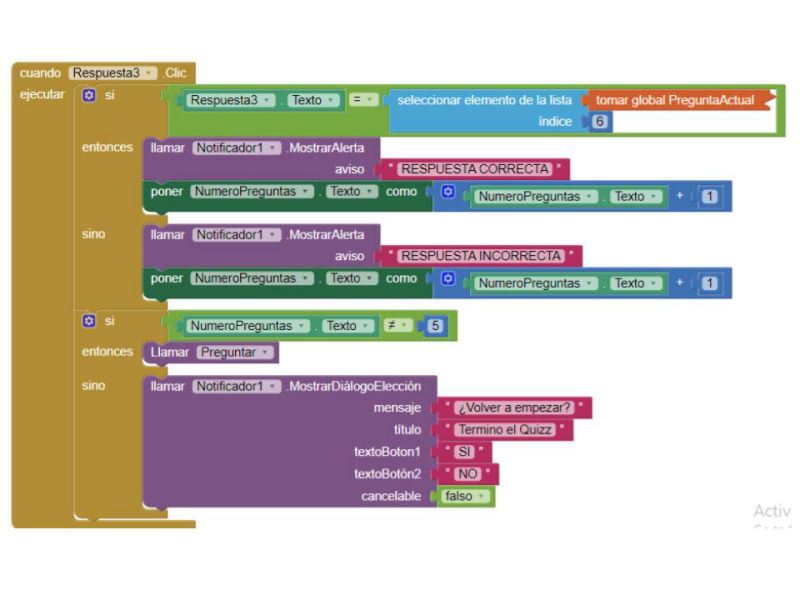 cuando Respuesta3 .Clic
ejecutar si Respuesta3 . Texto = seleccionar elemento de la lista tomar global PreguntaActual
índice 6
entonces llamar Notificador1 .MostrarAlerta
aviso " RESPUESTA CORRECTA "
poner NumeroPreguntas . Texto como NumeroPreguntas . Texto + 1
sino llamar Notificador1 .MostrarAlerta
aviso " RESPUESTA INCORRECTA "
poner NumeroPreguntas . Texto como NumeroPreguntas . Texto + 1
si NumeroPreguntas . Texto ≠ 5
entonces Llamar Preguntar
sino llamar Notificador1 .MostrarDiálogoElección
mensaje " ¿Volver a empezar? "
título " Termino el Quizz "
textoBoton1 " SI "
textoBotón2 " NO "
cancelable falso
Activ